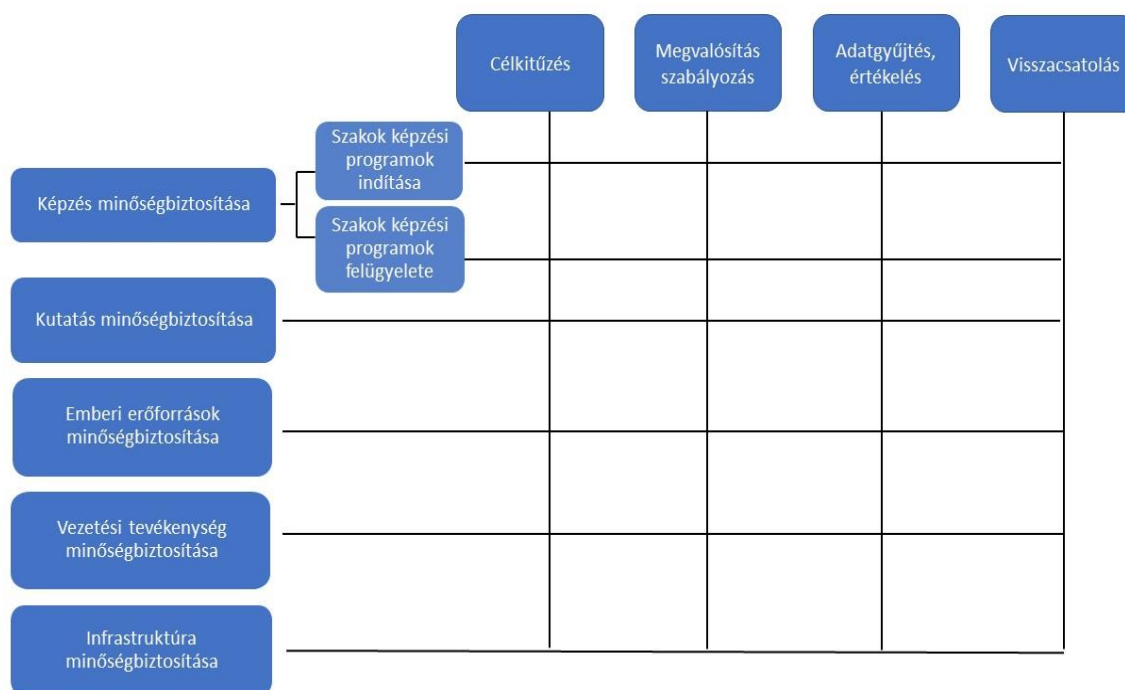 Célkitűzés
Megvalósítás
szabályozás
Adatgyűjtés,
értékelés
Visszacsatolás
Szakok képzési
programok
indítása
Képzés minőségbiztosítása
Szakok képzési
programok
felügyelete
Kutatás minőségbiztosítása
Emberi erőforrások
minőségbiztosítása
Vezetési tevékenység
minőségbiztosítása
Infrastruktúra
minőségbiztosítása